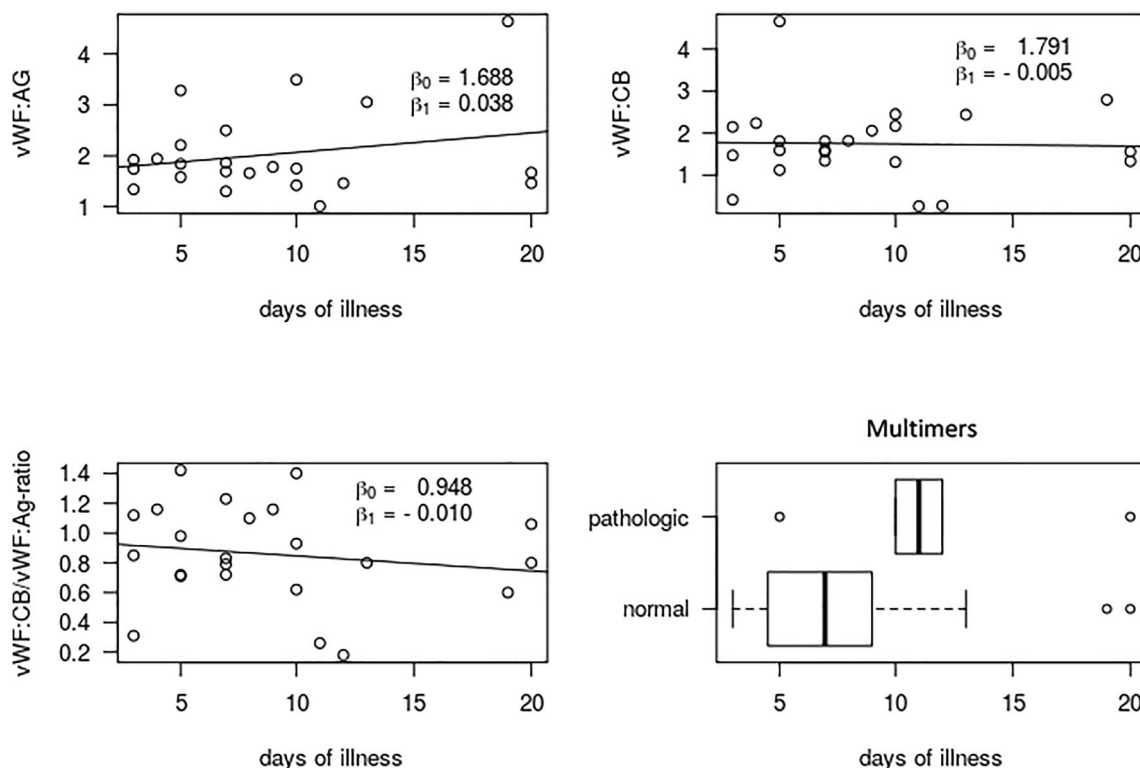 vWF:AG
4
3
2
1
β0 = 1.688
β1 = 0.038
5 10 15 20
days of illness
vWF:CB
4
3
2
1
β0 = 1.791
β1 = - 0.005
5 10 15 20
days of illness
vWF:CB/vWF:Ag-ratio
1.4
1.2
1.0
0.8
0.6
0.4
0.2
β0 = 0.948
β1 = - 0.010
5 10 15 20
days of illness
Multimers
pathologic
normal
5 10 15 20
days of illness